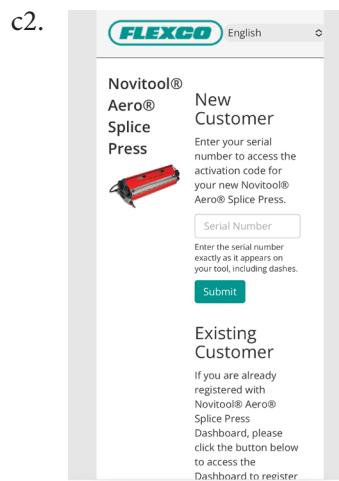 c2.
FLEXCO
English
Novitool®
Aero®
Splice
Press
New
Customer
Enter your serial
number to access the
activation code for
your new Novitool®
Aero® Splice Press.
Serial Number
Enter the serial number
exactly as it appears on
your tool, including dashes.
Submit
Existing
Customer
If you are already
registered with
Novitool® Aero®
Splice Press
Dashboard, please
click the button below
to access the
Dashboard to register